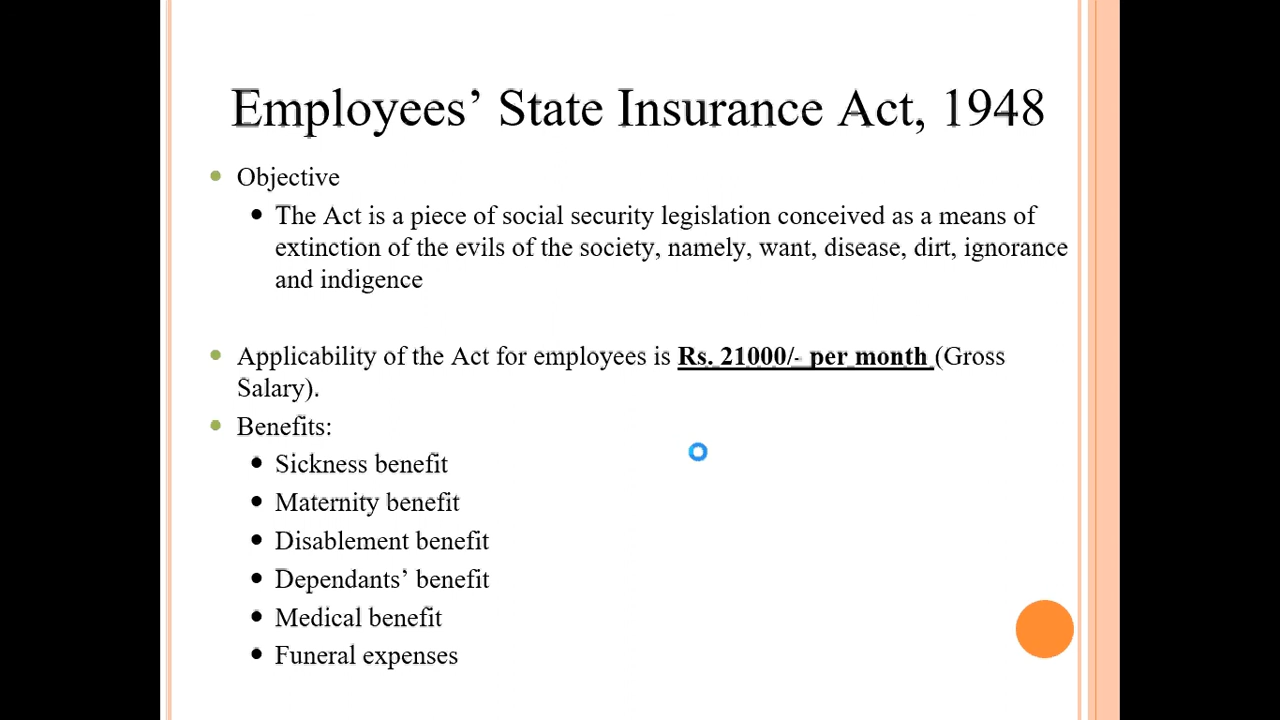 Employees’ State Insurance Act, 1948
Objective
The Act is a piece of social security legislation conceived as a means of
extinction of the evils of the society, namely, want, disease, dirt, ignorance
and indigence
Applicability of the Act for employees is Rs. 21000/- per month (Gross
Salary).
Benefits:
Sickness benefit
Maternity benefit
Disablement benefit
Dependants’ benefit
Medical benefit
Funeral expenses